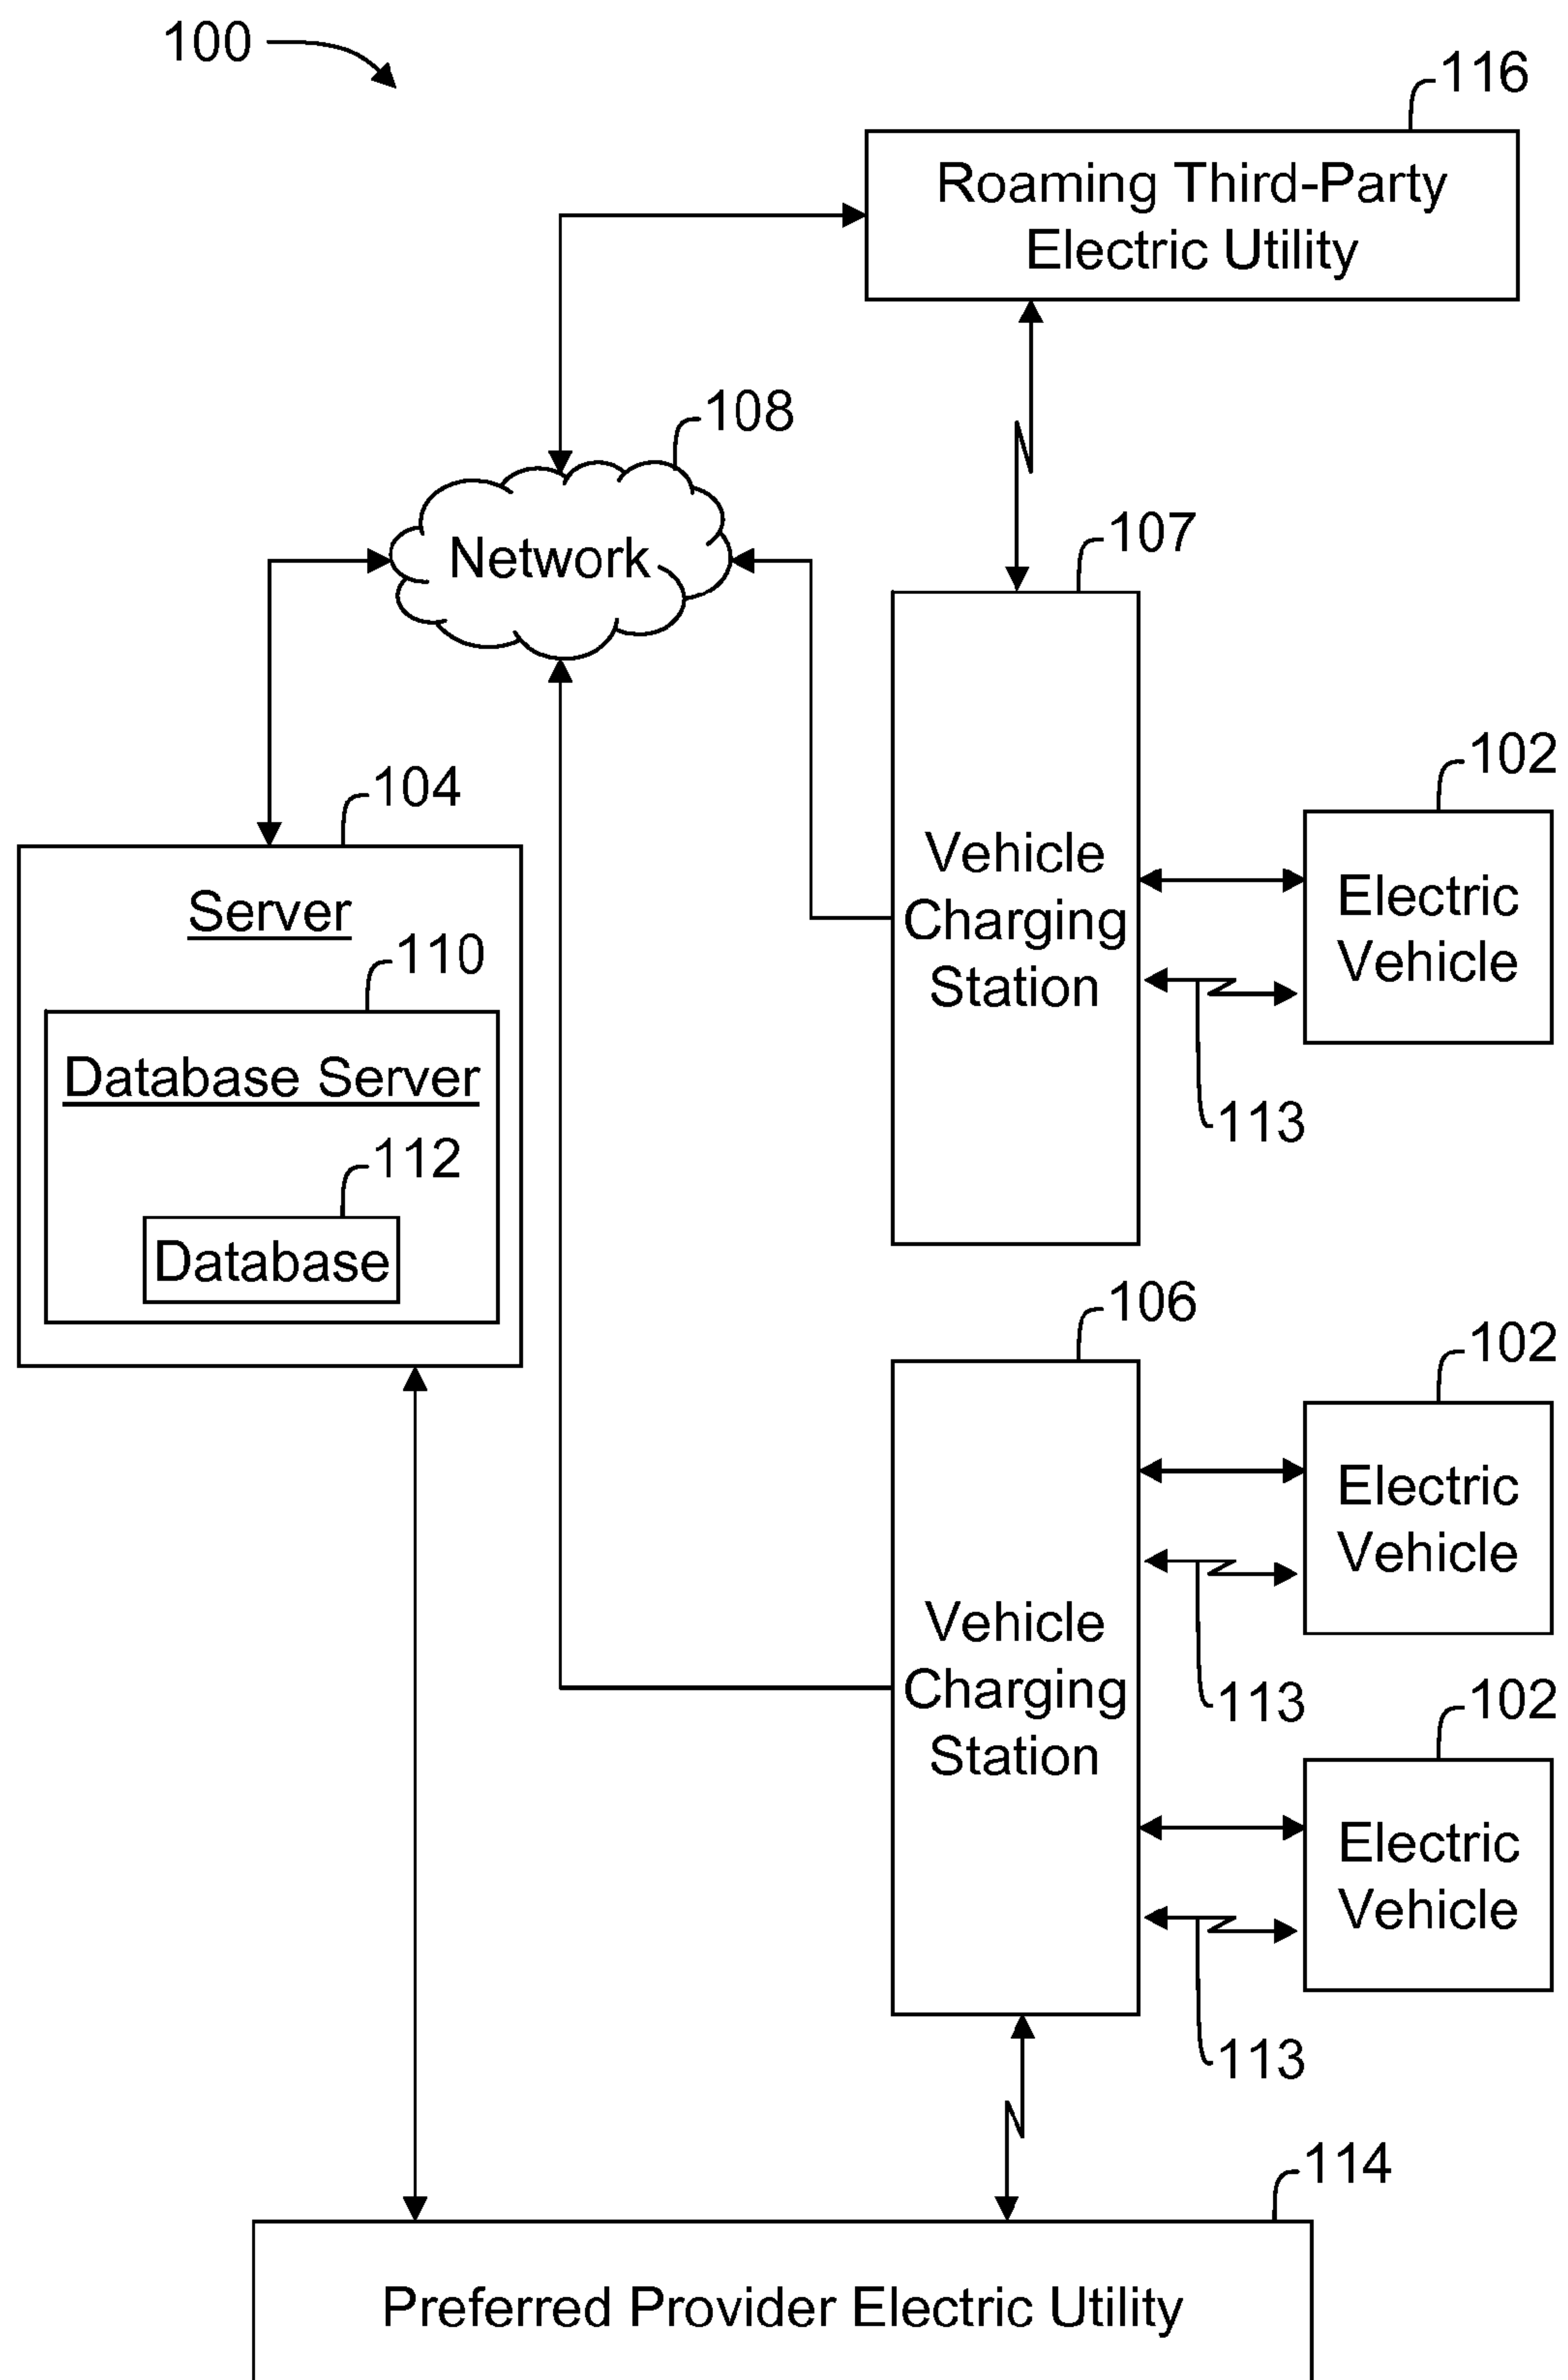 100
116
Roaming Third-Party
Electric Utility
108
Network
107
Vehicle
Charging
Station
102
Electric
Vehicle
113
104
Server
110
Database Server
112
Database
106
Vehicle
Charging
Station
102
Electric
Vehicle
113
102
Electric
Vehicle
113
114
Preferred Provider Electric Utility